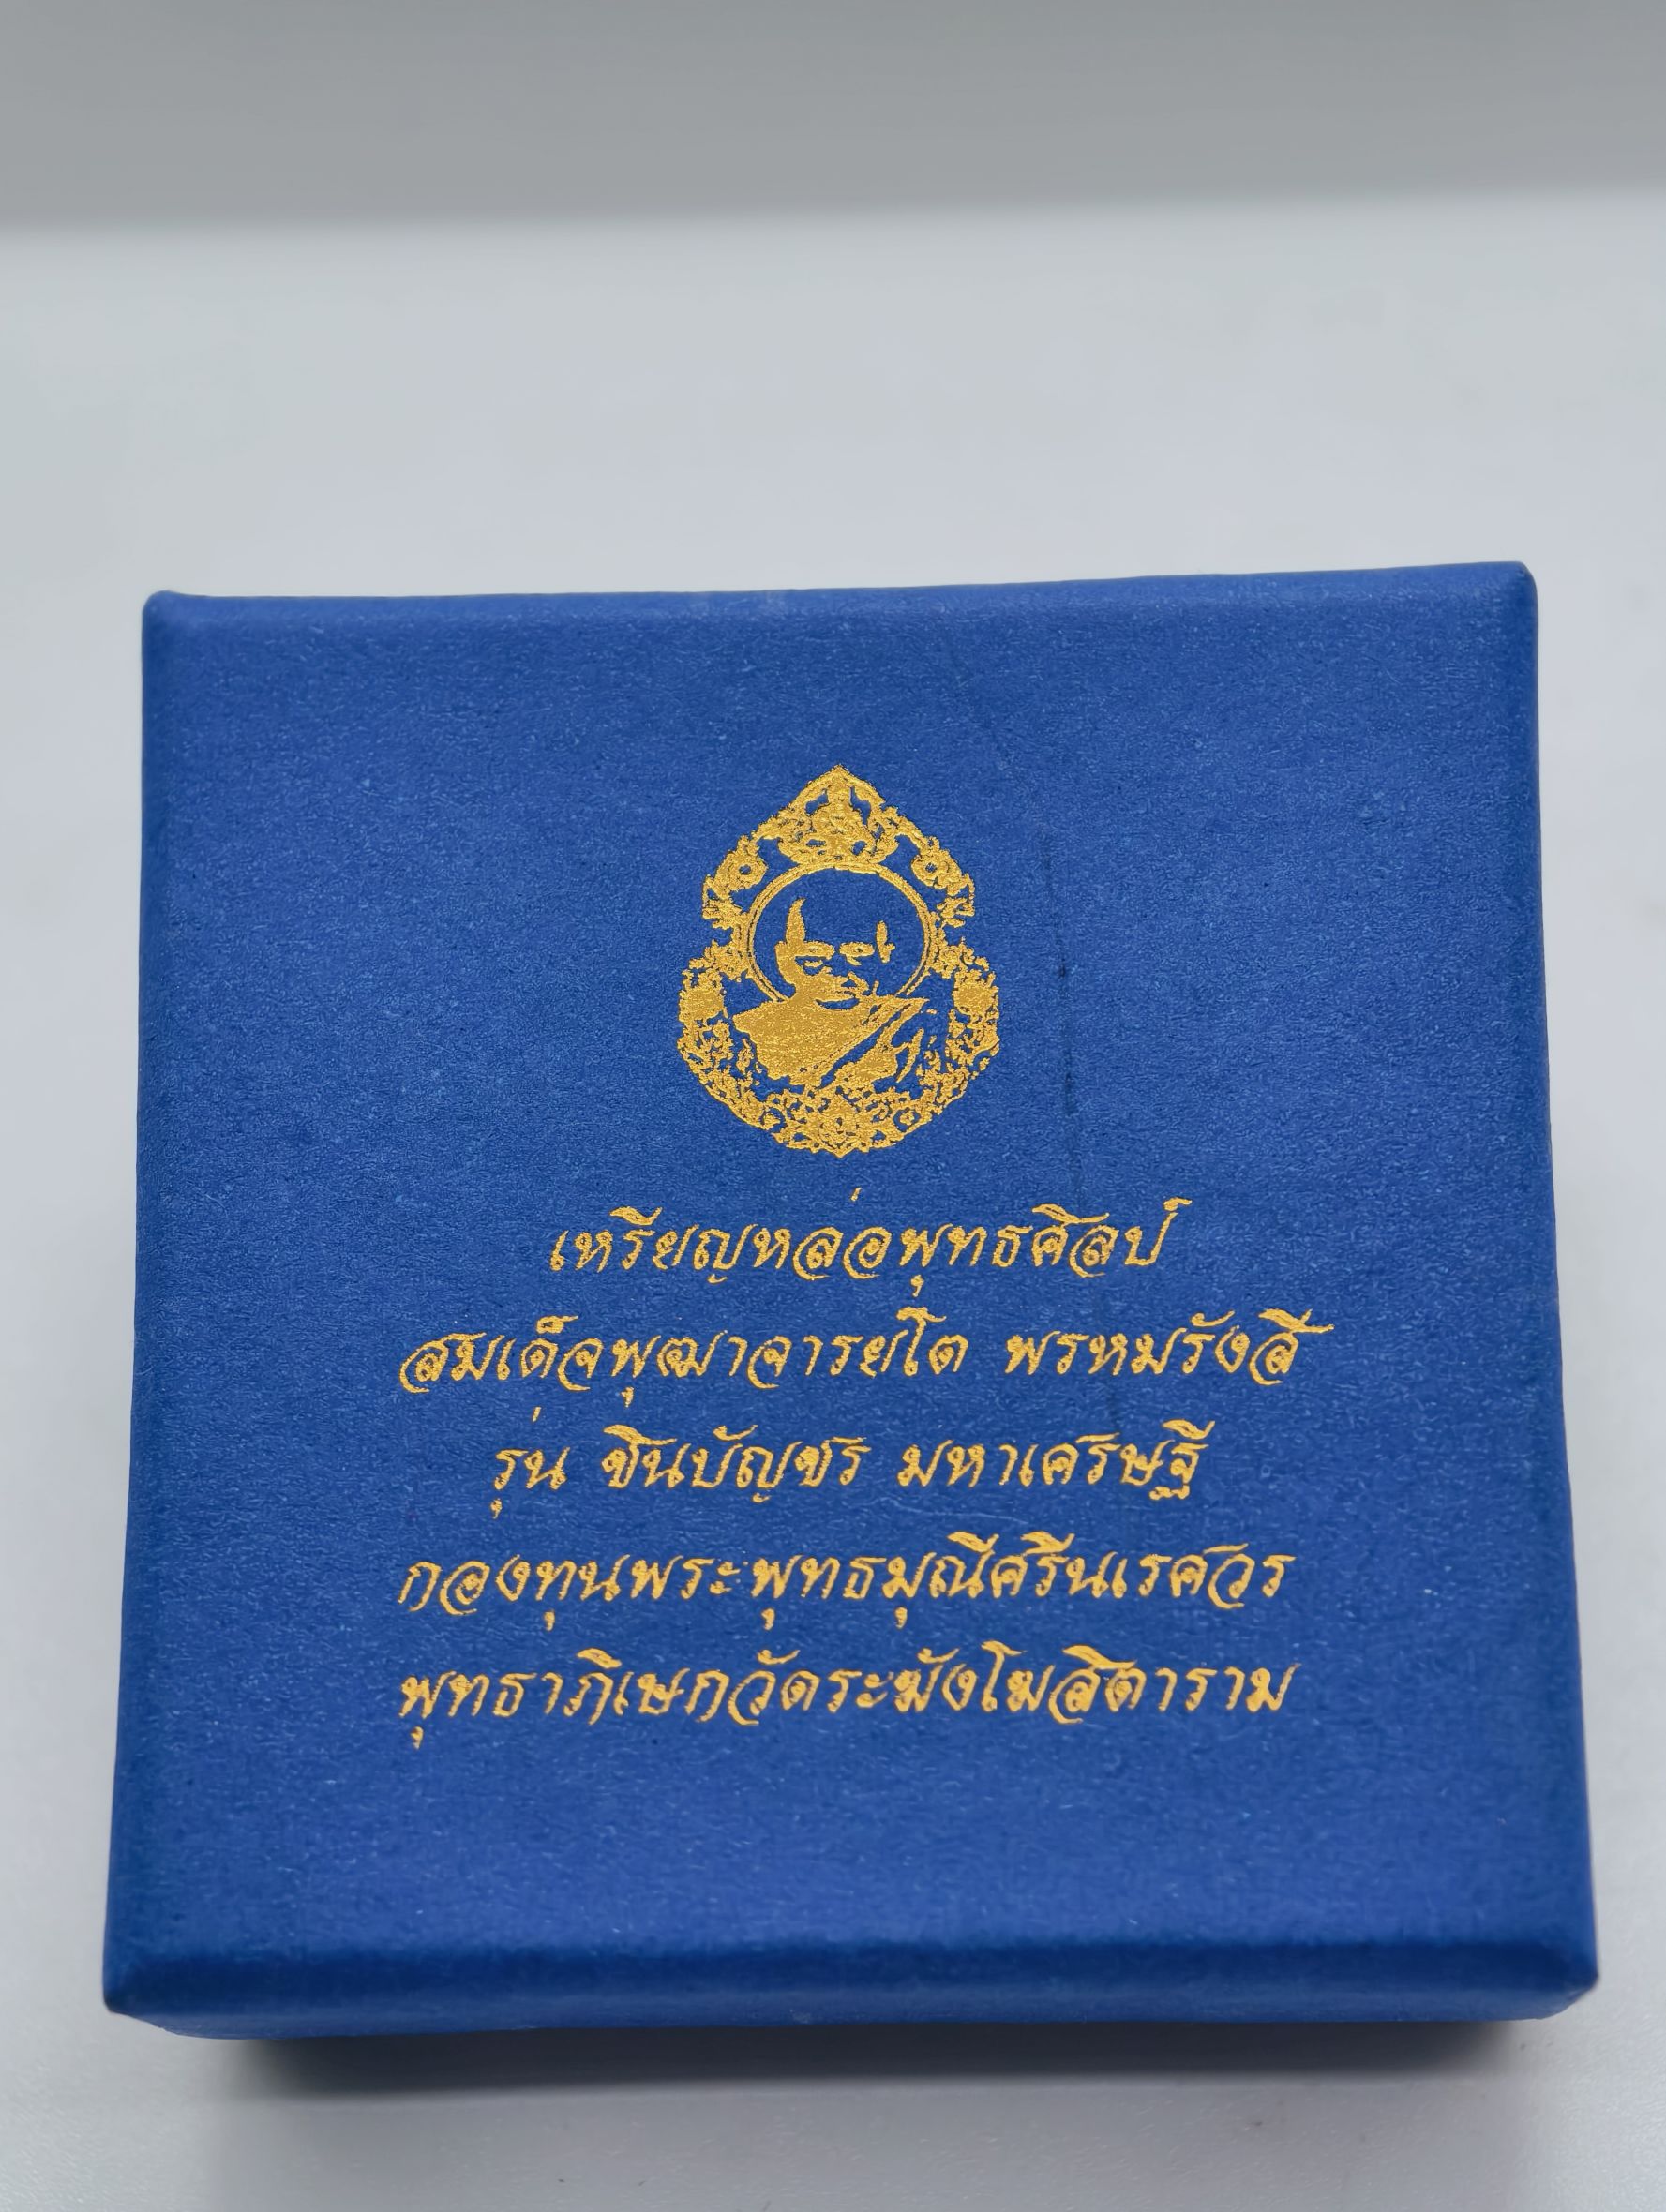 เหรียญหล่อพุทธศิลป์
สมเด็จพุฒาจารย์โต พรหมรังสี
รุ่น ชินบัญชร มหาเศรษฐี
กองทุนพระพุทธมุณีศรีนเรศวร
พุทธาภิเษกวัดระฆังโฆสิตาราม